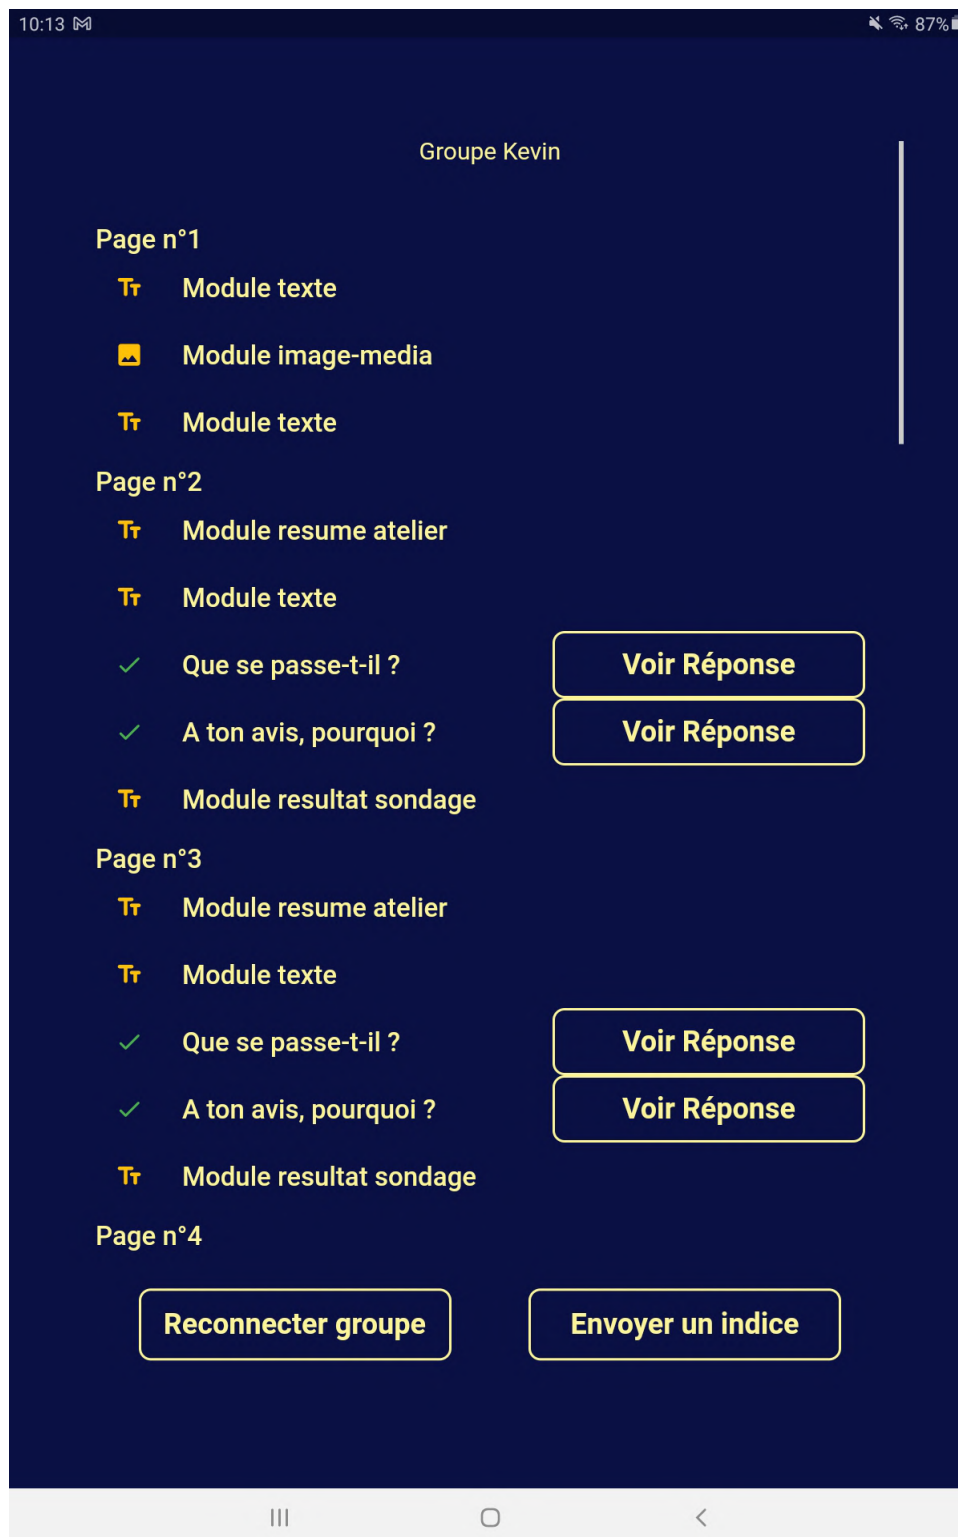 10:13
87%
Groupe Kevin
Page n°1
Module texte
Module image-media
Module texte
Page n°2
Module resume atelier
Module texte
Que se passe-t-il ? Voir Réponse
A ton avis, pourquoi ? Voir Réponse
Module resultat sondage
Page n°3
Module resume atelier
Module texte
Que se passe-t-il ? Voir Réponse
A ton avis, pourquoi ? Voir Réponse
Module resultat sondage
Page n°4
Reconnecter groupe Envoyer un indice